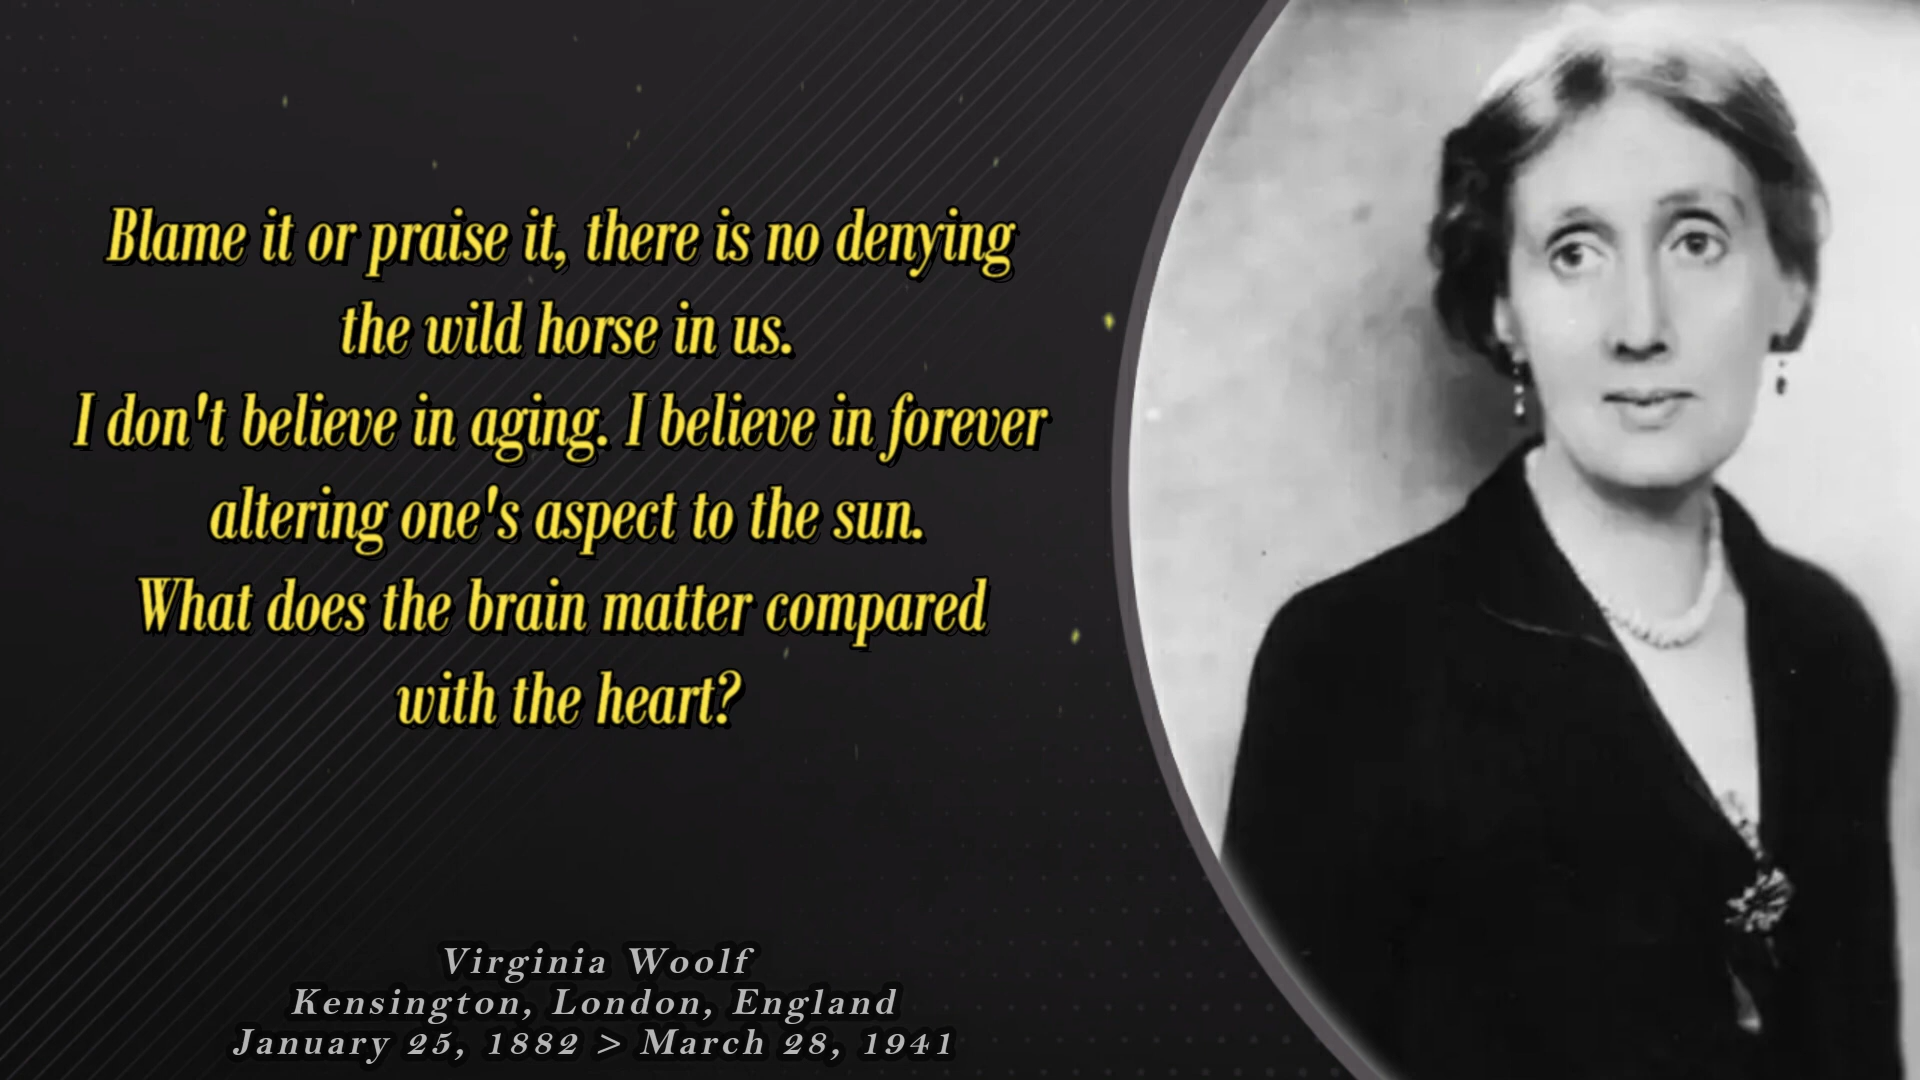 Blame it or praise it, there is no denying
the wild horse in us.
I don't believe in aging. I believe in forever
altering one's aspect to the sun.
What does the brain matter compared
with the heart?
Virginia Woolf
Kensington, London, England
January 25, 1882 > March 28, 1941